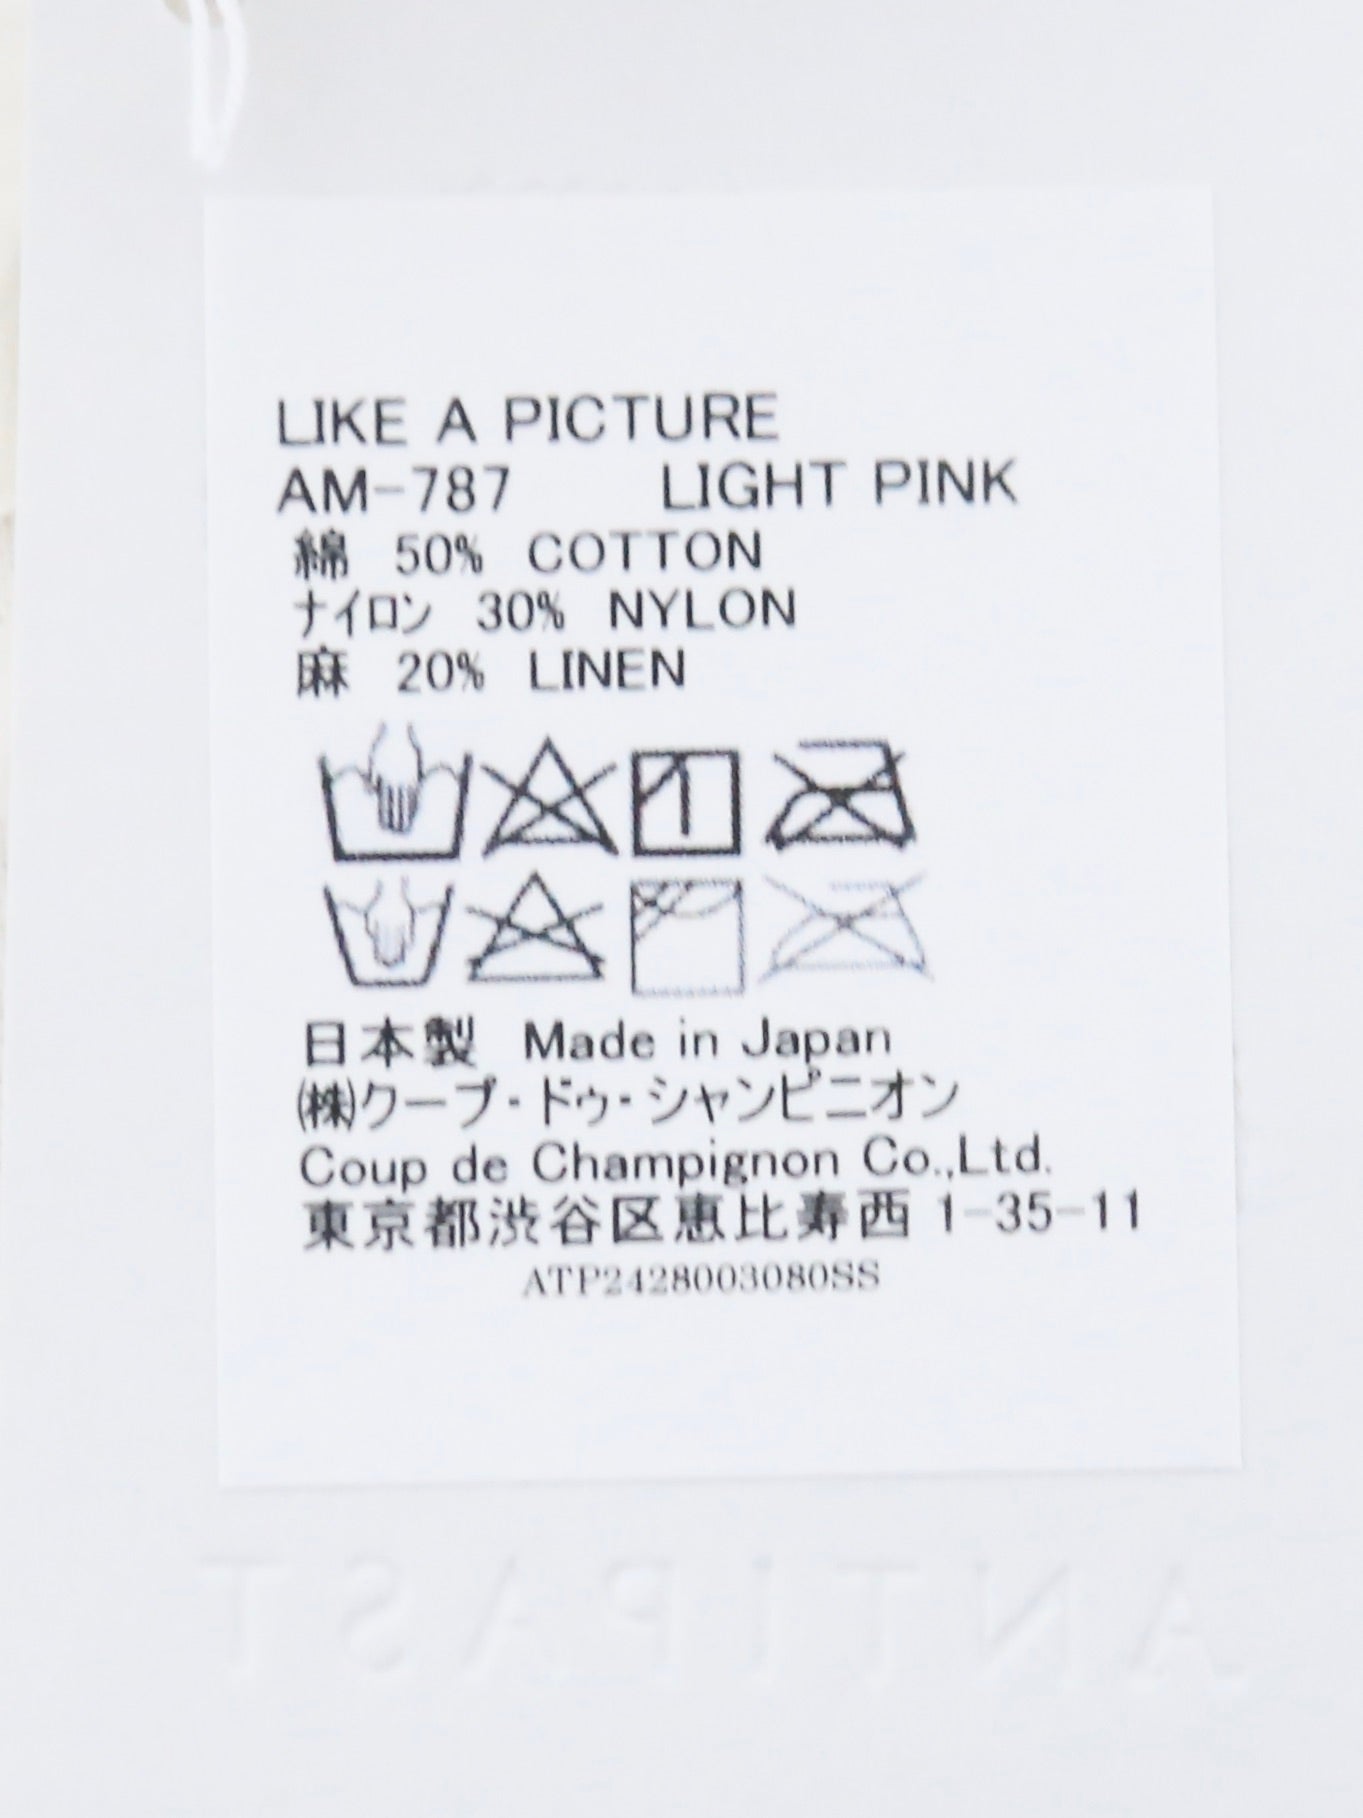 LIKE A PICTURE
AM-787 LIGHT PINK
綿 50% COTTON
ナイロン 30% NYLON
麻 20% LINEN
日本製 Made in Japan
㈱クープ・ドゥ・シャンピニオン
Coup de Champignon Co.,Ltd.
東京都渋谷区恵比寿西 1-35-11
ATP2428003080SS
ANTIPAST